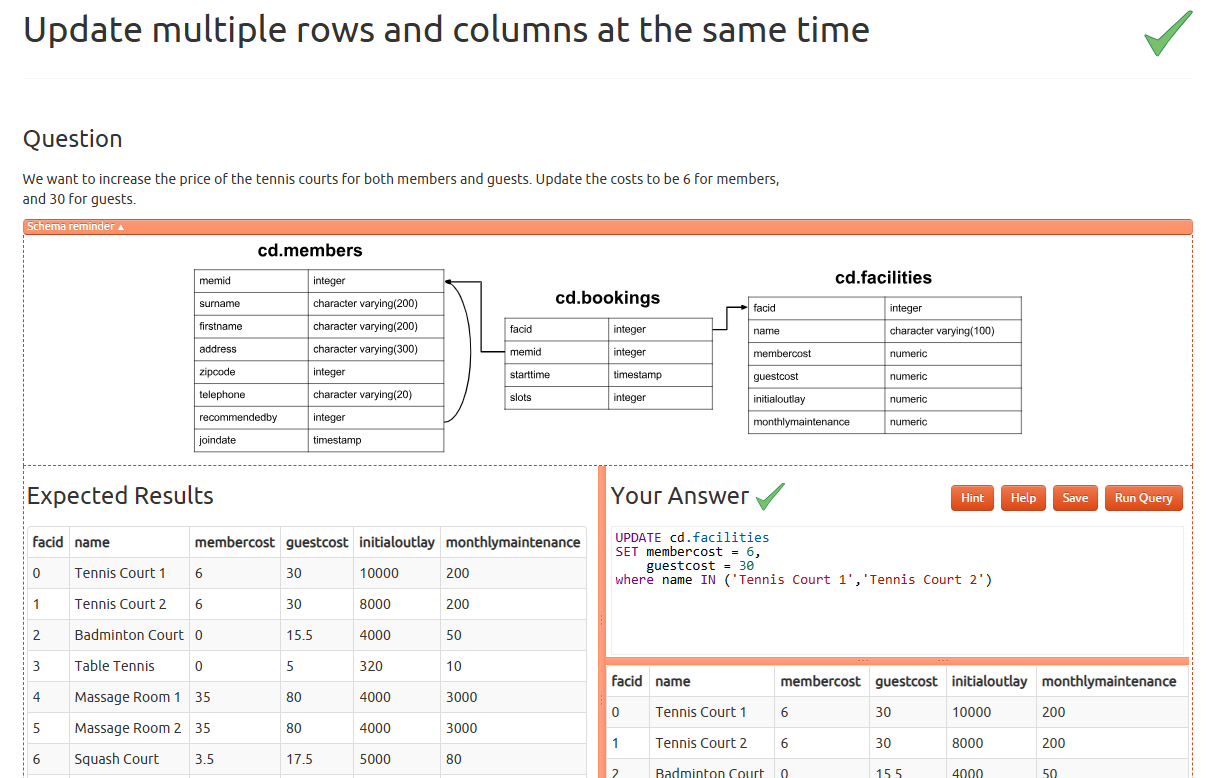 Update multiple rows and columns at the same time
Question
We want to increase the price of the tennis courts for both members and guests. Update the costs to be 6 for members,
and 30 for guests.
Schema reminder ▴
cd.members
memid integer
surname character varying(200)
firstname character varying(200)
address character varying(300)
zipcode integer
telephone character varying(20)
recommendedby integer
joindate timestamp
cd.bookings
facid integer
memid integer
starttime timestamp
slots integer
cd.facilities
facid integer
name character varying(100)
membercost numeric
guestcost numeric
initialoutlay numeric
monthlymaintenance numeric
Expected Results
facid name membercost guestcost initialoutlay monthlymaintenance
0 Tennis Court 1 6 30 10000 200
1 Tennis Court 2 6 30 8000 200
2 Badminton Court 0 15.5 4000 50
3 Table Tennis 0 5 320 10
4 Massage Room 1 35 80 4000 3000
5 Massage Room 2 35 80 4000 3000
6 Squash Court 3.5 17.5 5000 80
Your Answer
Hint Help Save Run Query
UPDATE cd.facilities
SET membercost = 6,
guestcost = 30
where name IN ('Tennis Court 1','Tennis Court 2')
facid name membercost guestcost initialoutlay monthlymaintenance
0 Tennis Court 1 6 30 10000 200
1 Tennis Court 2 6 30 8000 200
2 Badminton Court 0 15.5 4000 50